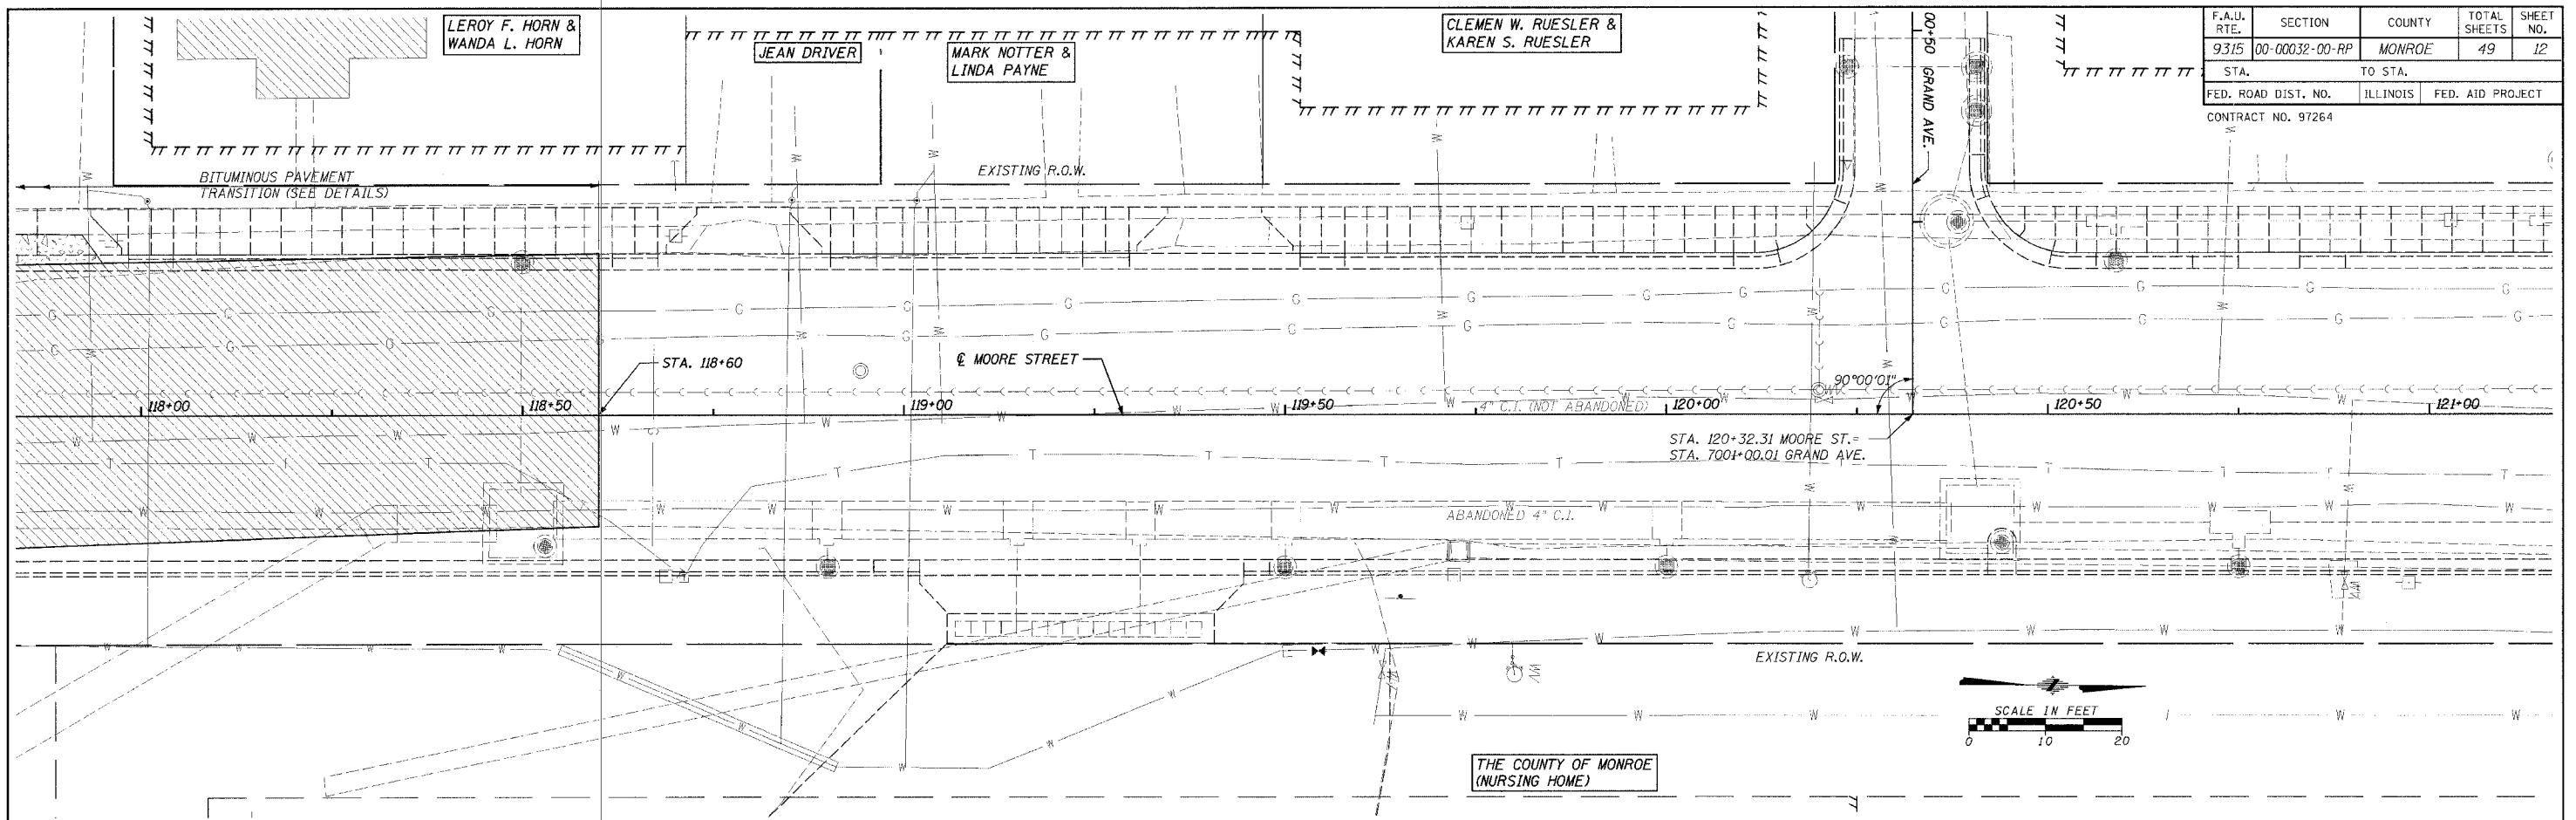 LEROY F. HORN &
WANDA L. HORN
JEAN DRIVER
MARK NOTTER &
LINDA PAYNE
CLEMEN W. RUESLER &
KAREN S. RUESLER
00+50 GRAND AVE.
F.A.U. RTE. SECTION COUNTY TOTAL SHEETS SHEET NO.
9315 00-00032-00-RP MONROE 49 12
STA. TO STA.
FED. ROAD DIST. NO. ILLINOIS FED. AID PROJECT
CONTRACT NO. 97264
BITUMINOUS PAVEMENT
TRANSITION (SEE DETAILS)
EXISTING R.O.W.
STA. 118+60
℄ MOORE STREET
90°00'01"
118+00 118+50 119+00 119+50 120+00 120+50 121+00
4" C.I. (NOT ABANDONED)
STA. 120+32.31 MOORE ST.=
STA. 7001+00.01 GRAND AVE.
ABANDONED 4" C.I.
EXISTING R.O.W.
SCALE IN FEET
0 10 20
THE COUNTY OF MONROE
(NURSING HOME)